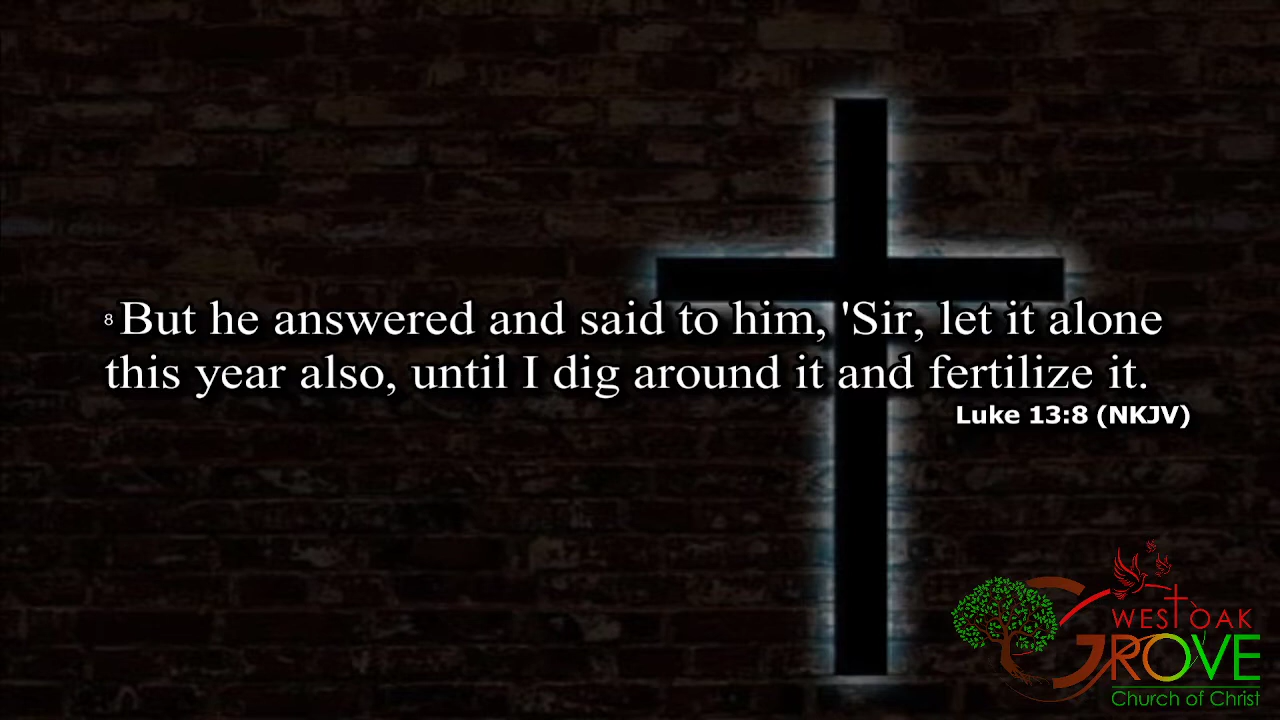 8 But he answered and said to him, 'Sir, let it alone
this year also, until I dig around it and fertilize it.
Luke 13:8 (NKJV)
WEST OAK
GROVE
Church of Christ